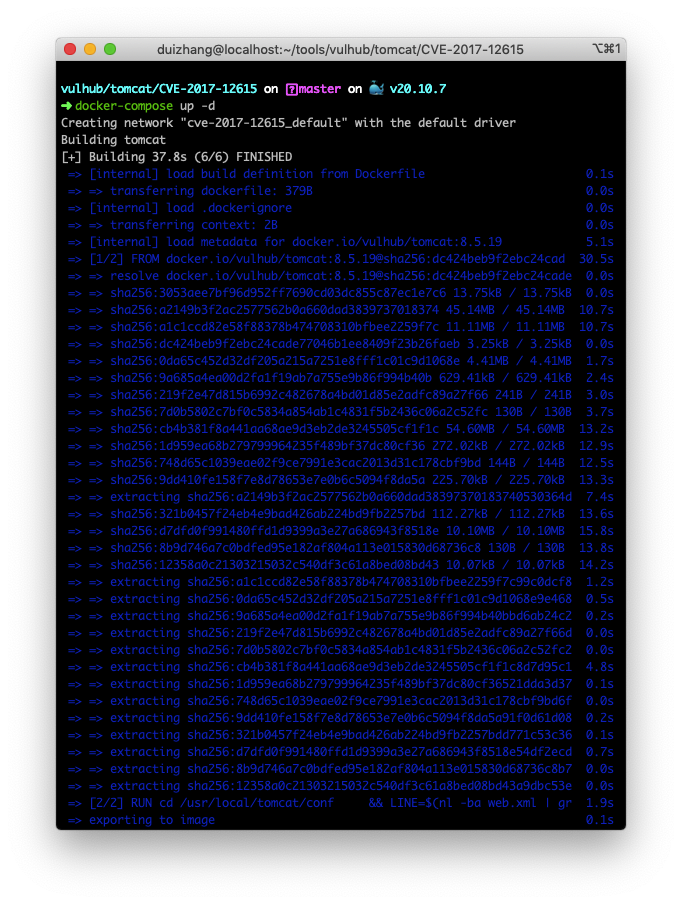 duizhang@localhost:~/tools/vulhub/tomcat/CVE-2017-12615 ⌥⌘1
vulhub/tomcat/CVE-2017-12615 on master on 🐳 v20.10.7
➜ docker-compose up -d
Creating network "cve-2017-12615_default" with the default driver
Building tomcat
[+] Building 37.8s (6/6) FINISHED
=> [internal] load build definition from Dockerfile 0.1s
=> => transferring dockerfile: 379B 0.0s
=> [internal] load .dockerignore 0.0s
=> => transferring context: 2B 0.0s
=> [internal] load metadata for docker.io/vulhub/tomcat:8.5.19 5.1s
=> [1/2] FROM docker.io/vulhub/tomcat:8.5.19@sha256:dc424beb9f2ebc24cad 30.5s
=> => resolve docker.io/vulhub/tomcat:8.5.19@sha256:dc424beb9f2ebc24cade 0.0s
=> => sha256:3053aee7bf96d952ff7690cd03dc855c87ec1e7c6 13.75kB / 13.75kB 0.0s
=> => sha256:a2149b3f2ac2577562b0a660dad3839737018374 45.14MB / 45.14MB 10.7s
=> => sha256:a1c1ccd82e58f88378b474708310bfbee2259f7c 11.11MB / 11.11MB 10.7s
=> => sha256:dc424beb9f2ebc24cade77046b1ee8409f23b26faeb 3.25kB / 3.25kB 0.0s
=> => sha256:0da65c452d32df205a215a7251e8fff1c01c9d1068e 4.41MB / 4.41MB 1.7s
=> => sha256:9a685a4ea00d2fa1f19ab7a755e9b86f994b40b 629.41kB / 629.41kB 2.4s
=> => sha256:219f2e47d815b6992c482678a4bd01d85e2adfc89a27f66 241B / 241B 3.0s
=> => sha256:7d0b5802c7bf0c5834a854ab1c4831f5b2436c06a2c52fc 130B / 130B 3.7s
=> => sha256:cb4b381f8a441aa68ae9d3eb2de3245505cf1f1c 54.60MB / 54.60MB 13.2s
=> => sha256:1d959ea68b279799964235f489bf37dc80cf36 272.02kB / 272.02kB 12.9s
=> => sha256:748d65c1039eae02f9ce7991e3cac2013d31c178cbf9bd 144B / 144B 12.5s
=> => sha256:9dd410fe158f7e8d78653e7e0b6c5094f8da5a 225.70kB / 225.70kB 13.3s
=> => extracting sha256:a2149b3f2ac2577562b0a660dad38397370183740530364d 7.4s
=> => sha256:321b0457f24eb4e9bad426ab224bd9fb2257bd 112.27kB / 112.27kB 13.6s
=> => sha256:d7dfd0f991480ffd1d9399a3e27a686943f8518e 10.10MB / 10.10MB 15.8s
=> => sha256:8b9d746a7c0bdfed95e182af804a113e015830d68736c8 130B / 130B 13.8s
=> => sha256:12358a0c21303215032c540df3c61a8bed08bd43 10.07kB / 10.07kB 14.2s
=> => extracting sha256:a1c1ccd82e58f88378b474708310bfbee2259f7c99c0dcf8 1.2s
=> => extracting sha256:0da65c452d32df205a215a7251e8fff1c01c9d1068e9e468 0.5s
=> => extracting sha256:9a685a4ea00d2fa1f19ab7a755e9b86f994b40bbd6ab24c2 0.2s
=> => extracting sha256:219f2e47d815b6992c482678a4bd01d85e2adfc89a27f66d 0.0s
=> => extracting sha256:7d0b5802c7bf0c5834a854ab1c4831f5b2436c06a2c52fc2 0.0s
=> => extracting sha256:cb4b381f8a441aa68ae9d3eb2de3245505cf1f1c8d7d95c1 4.8s
=> => extracting sha256:1d959ea68b279799964235f489bf37dc80cf36521dda3d37 0.1s
=> => extracting sha256:748d65c1039eae02f9ce7991e3cac2013d31c178cbf9bd6f 0.0s
=> => extracting sha256:9dd410fe158f7e8d78653e7e0b6c5094f8da5a91f0d61d08 0.2s
=> => extracting sha256:321b0457f24eb4e9bad426ab224bd9fb2257bdd771c53c36 0.1s
=> => extracting sha256:d7dfd0f991480ffd1d9399a3e27a686943f8518e54df2ecd 0.7s
=> => extracting sha256:8b9d746a7c0bdfed95e182af804a113e015830d68736c8b7 0.0s
=> => extracting sha256:12358a0c21303215032c540df3c61a8bed08bd43a9dbc53e 0.0s
=> [2/2] RUN cd /usr/local/tomcat/conf && LINE=$(nl -ba web.xml | gr 1.9s
=> exporting to image 0.1s